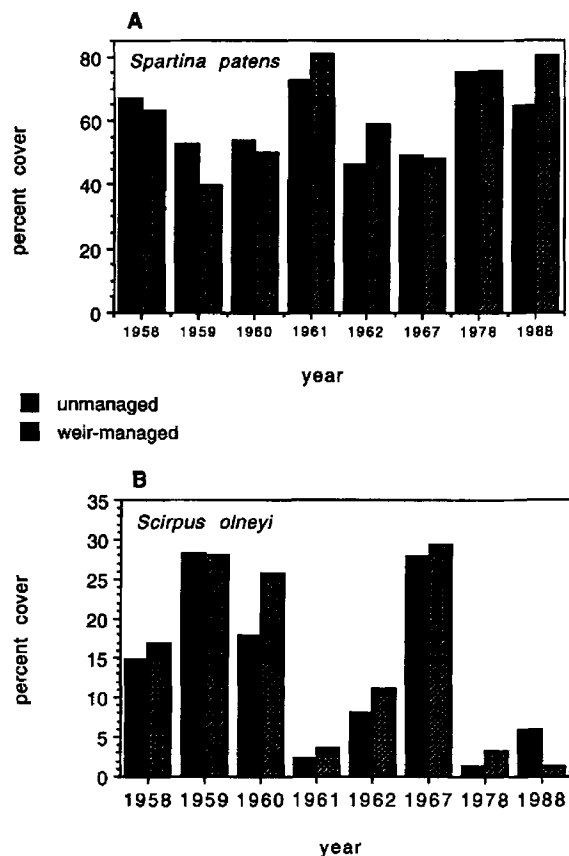 A
Spartina patens
percent cover
80
60
40
20
0
1958 1959 1960 1961 1962 1967 1978 1988
year
unmanaged
weir-managed
B
Scirpus olneyi
percent cover
35
30
25
20
15
10
5
0
1958 1959 1960 1961 1962 1967 1978 1988
year